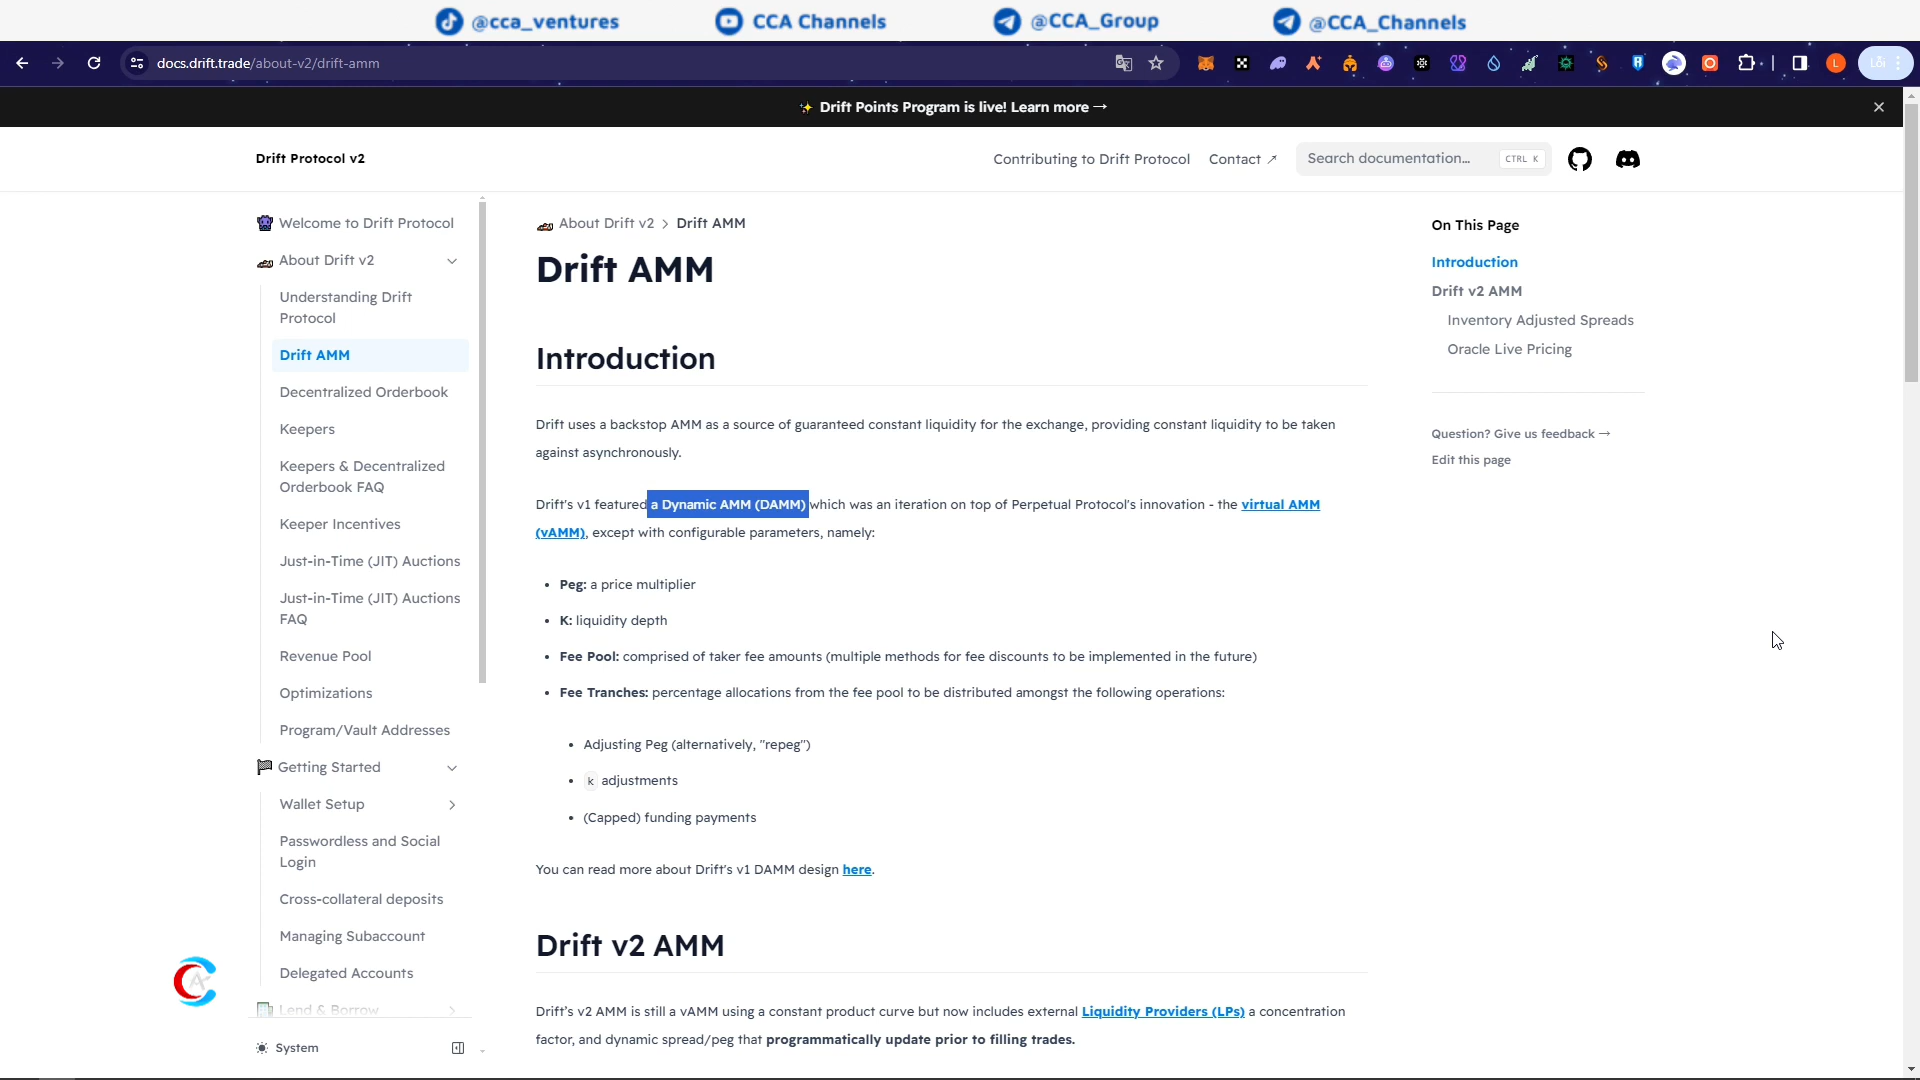 @cca_ventures
CCA Channels
@CCA_Group
@CCA_Channels
docs.drift.trade/about-v2/drift-amm
L
Lỗi
✨ Drift Points Program is live! Learn more →
Drift Protocol v2
Contributing to Drift Protocol
Contact ↗
Search documentation...
CTRL K
Welcome to Drift Protocol
About Drift v2
Understanding Drift
Protocol
Drift AMM
Decentralized Orderbook
Keepers
Keepers & Decentralized
Orderbook FAQ
Keeper Incentives
Just-in-Time (JIT) Auctions
Just-in-Time (JIT) Auctions
FAQ
Revenue Pool
Optimizations
Program/Vault Addresses
Getting Started
Wallet Setup
Passwordless and Social
Login
Cross-collateral deposits
Managing Subaccount
Delegated Accounts
Lend & Borrow
System
About Drift v2 > Drift AMM
Drift AMM
Introduction
Drift uses a backstop AMM as a source of guaranteed constant liquidity for the exchange, providing constant liquidity to be taken
against asynchronously.
Drift's v1 featured a Dynamic AMM (DAMM) which was an iteration on top of Perpetual Protocol's innovation - the virtual AMM
(vAMM), except with configurable parameters, namely:
• Peg: a price multiplier
• K: liquidity depth
• Fee Pool: comprised of taker fee amounts (multiple methods for fee discounts to be implemented in the future)
• Fee Tranches: percentage allocations from the fee pool to be distributed amongst the following operations:
• Adjusting Peg (alternatively, "repeg")
• k adjustments
• (Capped) funding payments
You can read more about Drift's v1 DAMM design here.
Drift v2 AMM
Drift's v2 AMM is still a vAMM using a constant product curve but now includes external Liquidity Providers (LPs) a concentration
factor, and dynamic spread/peg that programmatically update prior to filling trades.
On This Page
Introduction
Drift v2 AMM
Inventory Adjusted Spreads
Oracle Live Pricing
Question? Give us feedback →
Edit this page